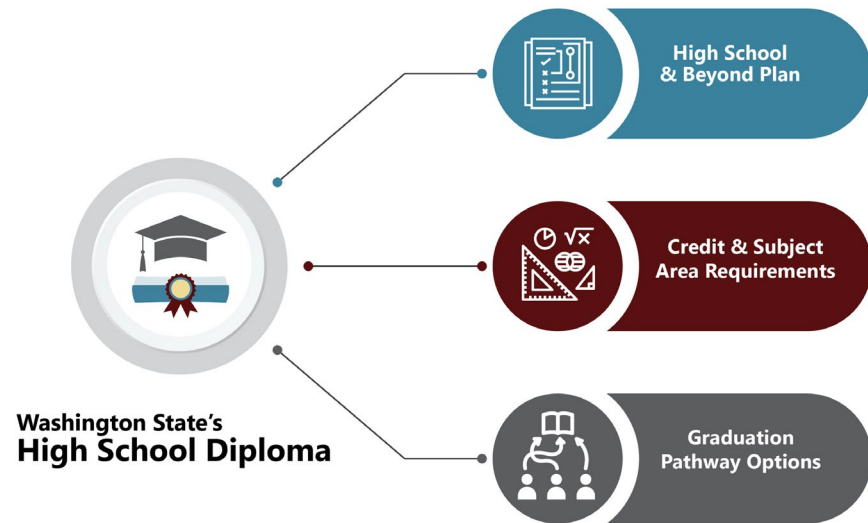 High School
& Beyond Plan
√x
Credit & Subject
Area Requirements
Washington State's
High School Diploma
Graduation
Pathway Options